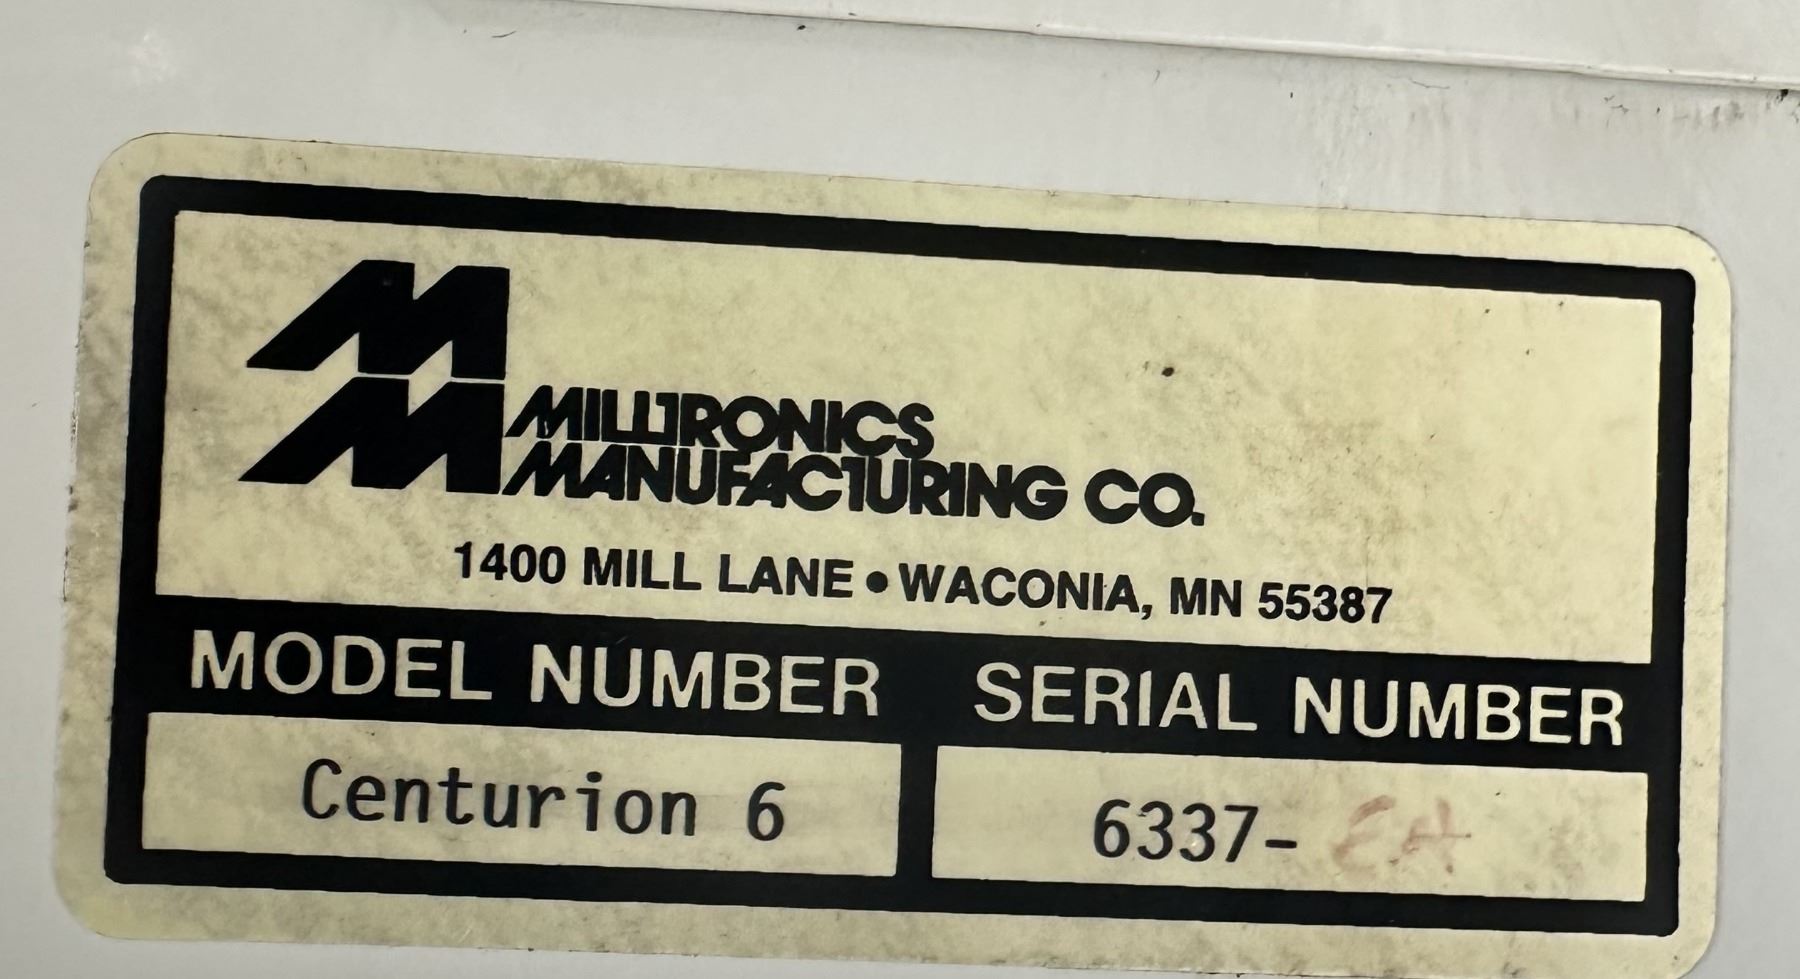 MILLTRONICS
MANUFACTURING CO.
1400 MILL LANE • WACONIA, MN 55387
MODEL NUMBER SERIAL NUMBER
Centurion 6 6337-